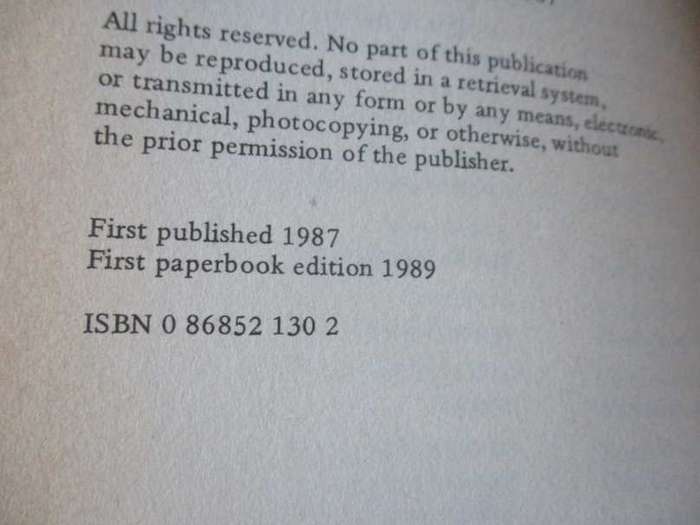 All rights reserved. No part of this publication
may be reproduced, stored in a retrieval system,
or transmitted in any form or by any means, electronic,
mechanical, photocopying, or otherwise, without
the prior permission of the publisher.
First published 1987
First paperbook edition 1989
ISBN 0 86852 130 2